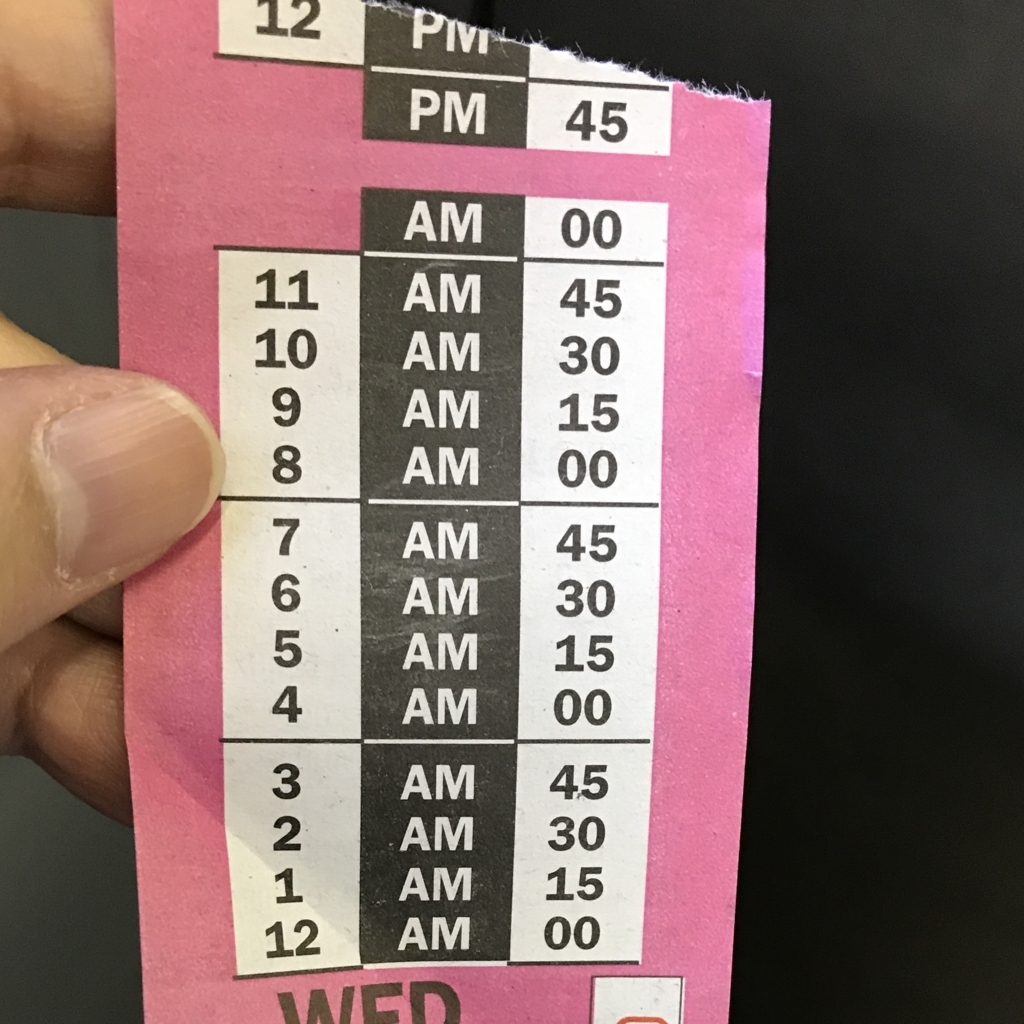 12 PM
PM 45
AM 00
11 AM 45
10 AM 30
9 AM 15
8 AM 00
7 AM 45
6 AM 30
5 AM 15
4 AM 00
3 AM 45
2 AM 30
1 AM 15
12 AM 00
WED